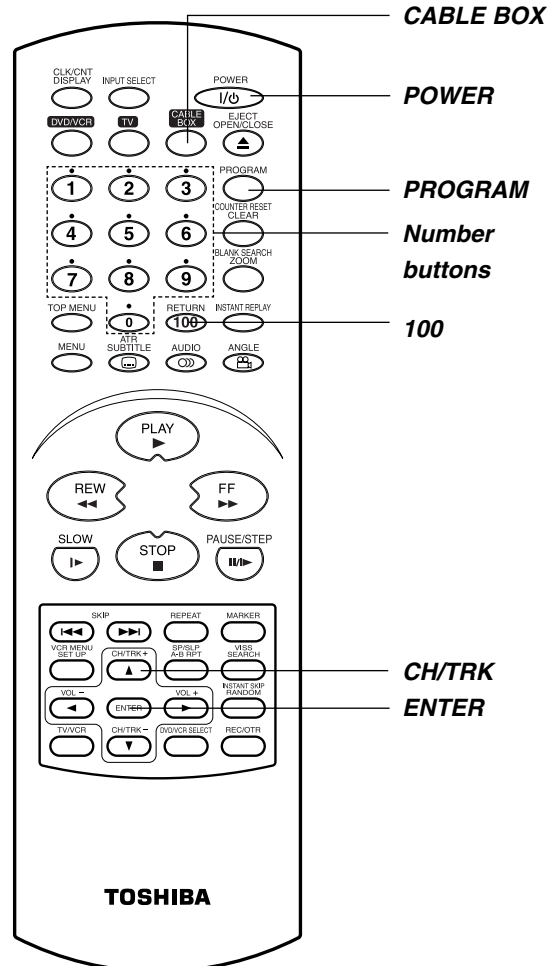 CABLE BOX
CLK/CNT
DISPLAY
INPUT SELECT
POWER
I/
POWER
DVD/VCR
TV
CABLE
BOX
EJECT
OPEN/CLOSE
1
2
3
PROGRAM
PROGRAM
4
5
6
COUNTER RESET
CLEAR
Number
buttons
7
8
9
BLANK SEARCH
ZOOM
TOP MENU
0
RETURN
100
INSTANT REPLAY
100
MENU
ATR
SUBTITLE
AUDIO
ANGLE
PLAY
REW
FF
SLOW
STOP
PAUSE/STEP
SKIP
REPEAT
MARKER
VCR MENU
SET UP
CH/TRK +
SP/SLP
A-B RPT
VISS
SEARCH
CH/TRK
VOL –
ENTER
VOL +
INSTANT SKIP
RANDOM
ENTER
TV/VCR
CH/TRK –
DVD/VCR SELECT
REC/OTR
TOSHIBA